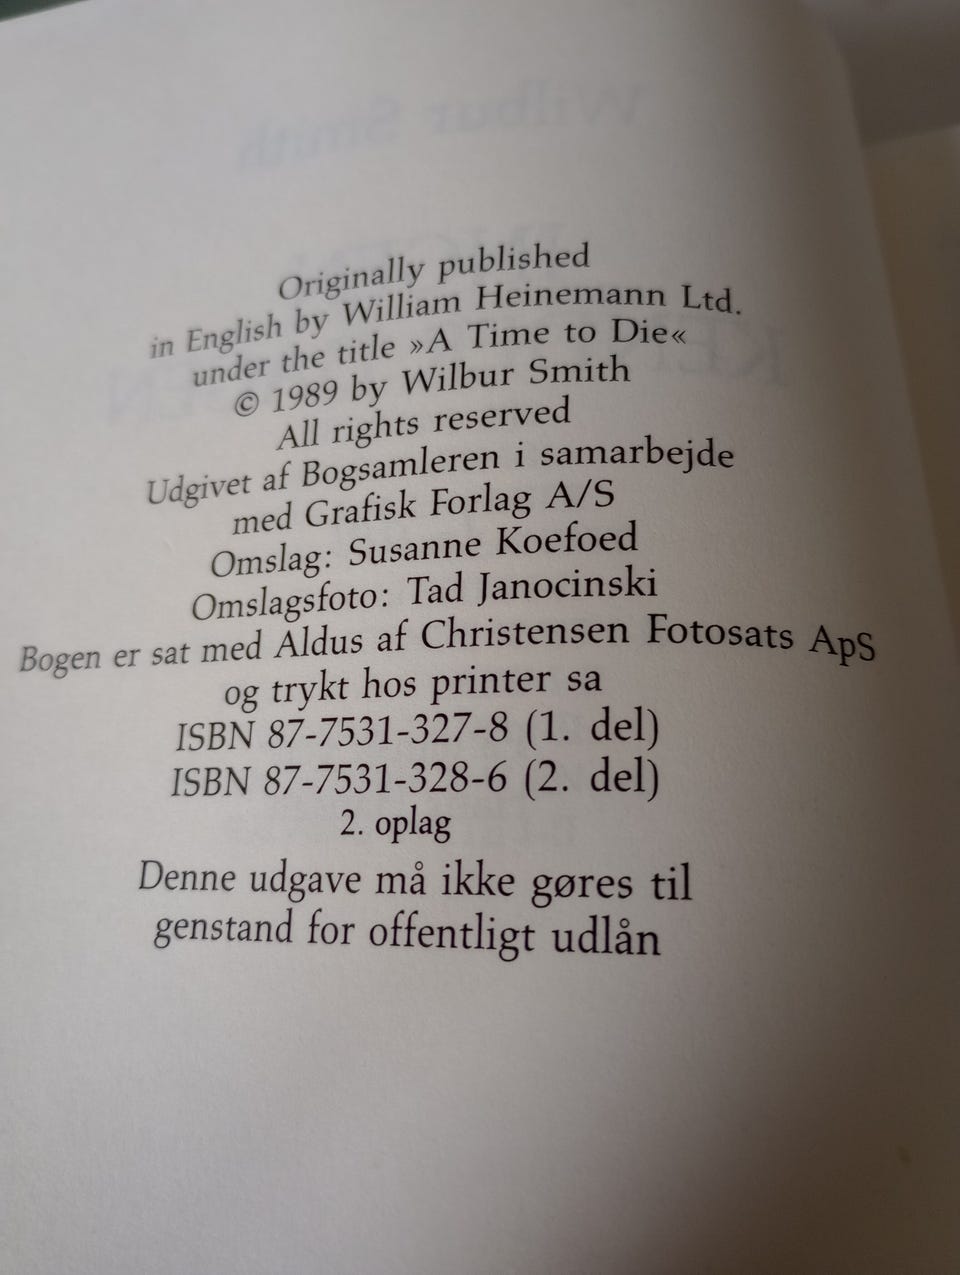 Originally published
in English by William Heinemann Ltd.
under the title »A Time to Die«
© 1989 by Wilbur Smith
All rights reserved
Udgivet af Bogsamleren i samarbejde
med Grafisk Forlag A/S
Omslag: Susanne Koefoed
Omslagsfoto: Tad Janocinski
Bogen er sat med Aldus af Christensen Fotosats ApS
og trykt hos printer sa
ISBN 87-7531-327-8 (1. del)
ISBN 87-7531-328-6 (2. del)
2. oplag
Denne udgave må ikke gøres til
genstand for offentligt udlån